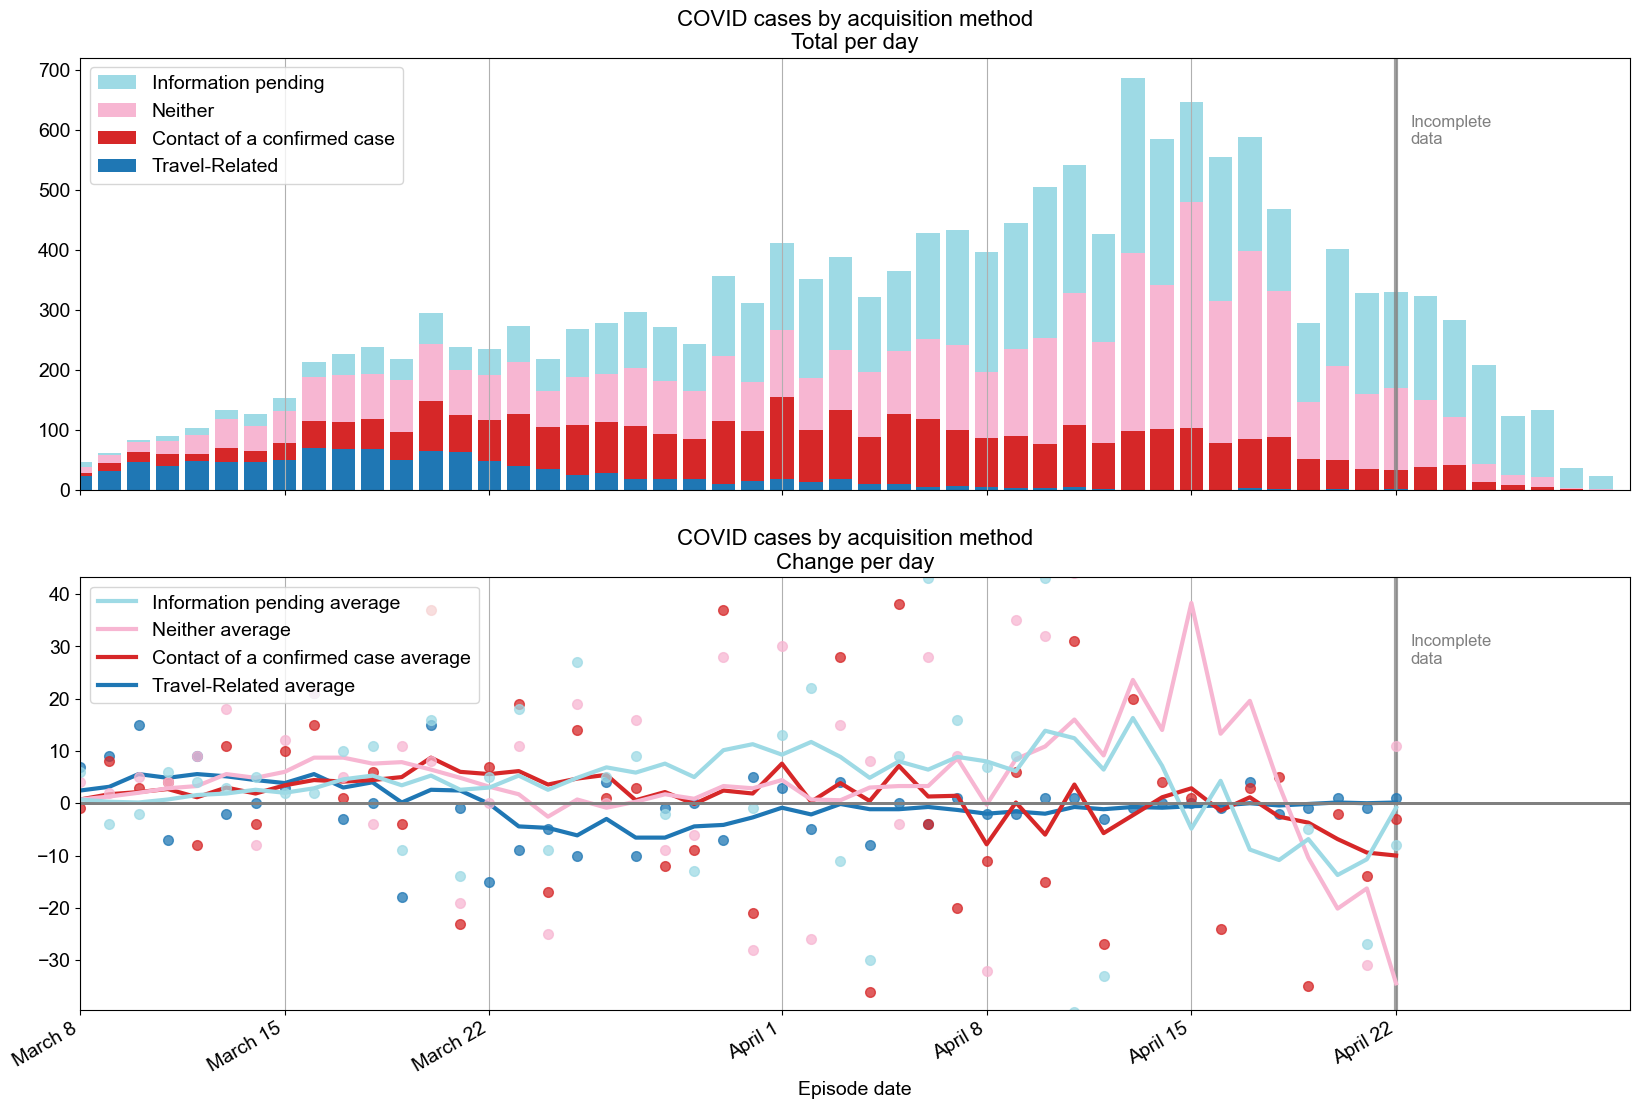 COVID cases by acquisition method
Total per day
700
600
500
400
300
200
100
0
Information pending
Neither
Contact of a confirmed case
Travel-Related
Incomplete
data
COVID cases by acquisition method
Change per day
40
30
20
10
0
−10
−20
−30
Information pending average
Neither average
Contact of a confirmed case average
Travel-Related average
Incomplete
data
March 8
March 15
March 22
April 1
April 8
April 15
April 22
Episode date